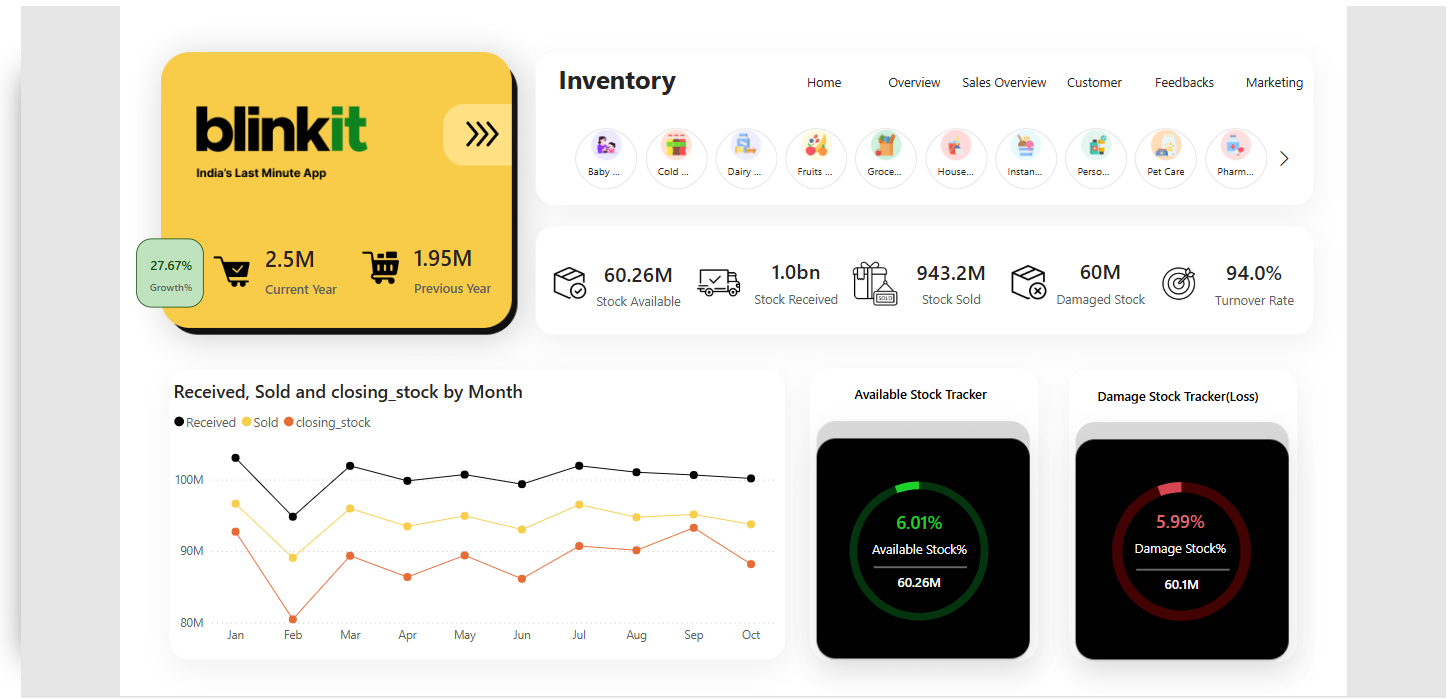 blinkit
India's Last Minute App
27.67%
Growth%
2.5M
Current Year
1.95M
Previous Year
Inventory
Home Overview Sales Overview Customer Feedbacks Marketing
Baby ... Cold ... Dairy ... Fruits ... Groce... House... Instan... Perso... Pet Care Pharm...
60.26M
Stock Available
1.0bn
Stock Received
SOLD
943.2M
Stock Sold
60M
Damaged Stock
94.0%
Turnover Rate
Received, Sold and closing_stock by Month
Received Sold closing_stock
100M
90M
80M
Jan Feb Mar Apr May Jun Jul Aug Sep Oct
Available Stock Tracker
6.01%
Available Stock%
60.26M
Damage Stock Tracker(Loss)
5.99%
Damage Stock%
60.1M